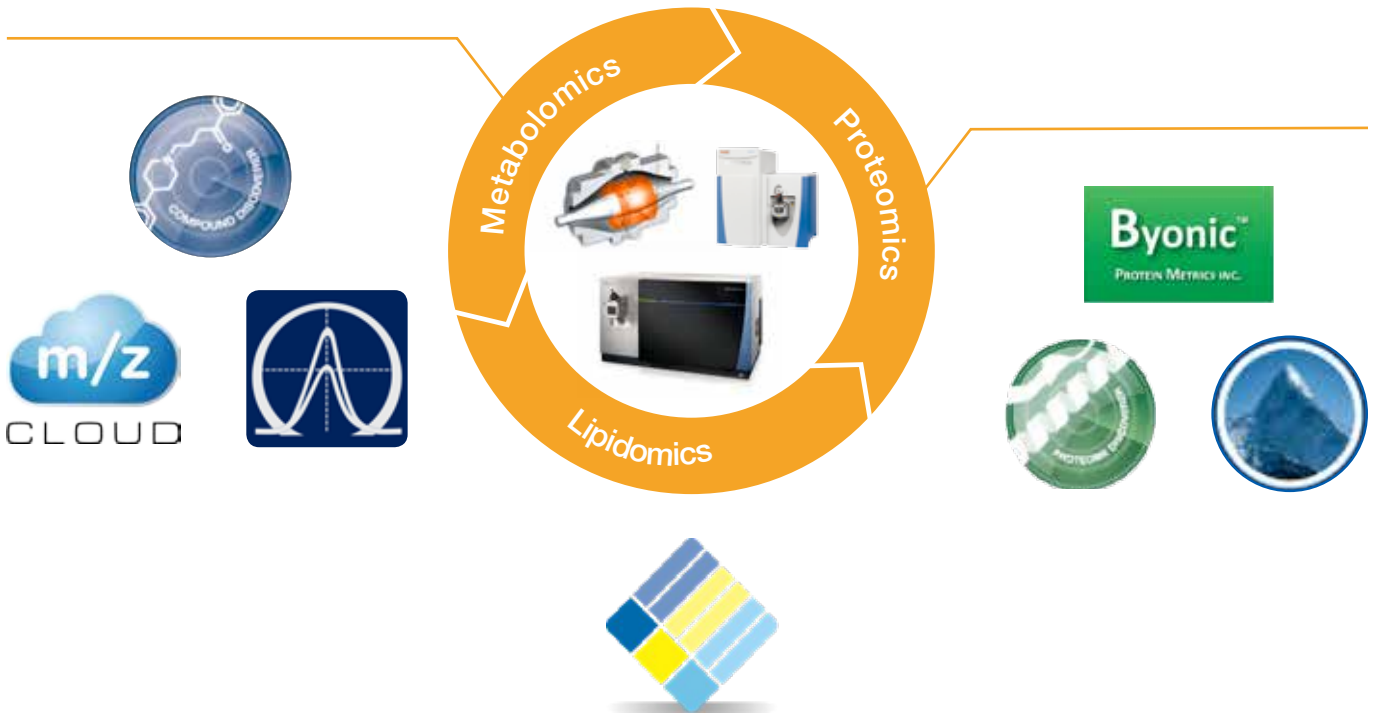 Metabolomics
Proteomics
Lipidomics
COMPOUND DISCOVERER
m/z
CLOUD
Byonic™
PROTEIN METRICS INC.
PROTEOME DISCOVERER